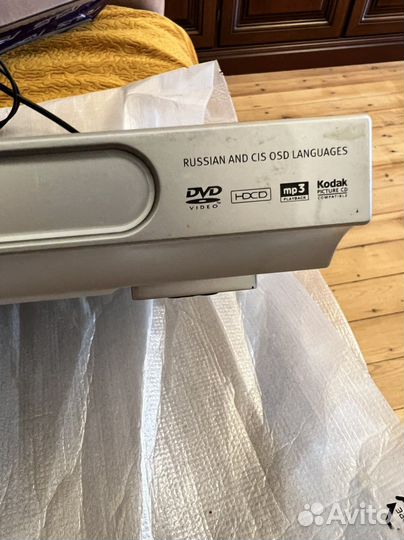 RUSSIAN AND CIS OSD LANGUAGES
DVD
VIDEO
HDCD
mp3
PLAYBACK
Kodak
PICTURE CD
COMPATIBLE
Avito